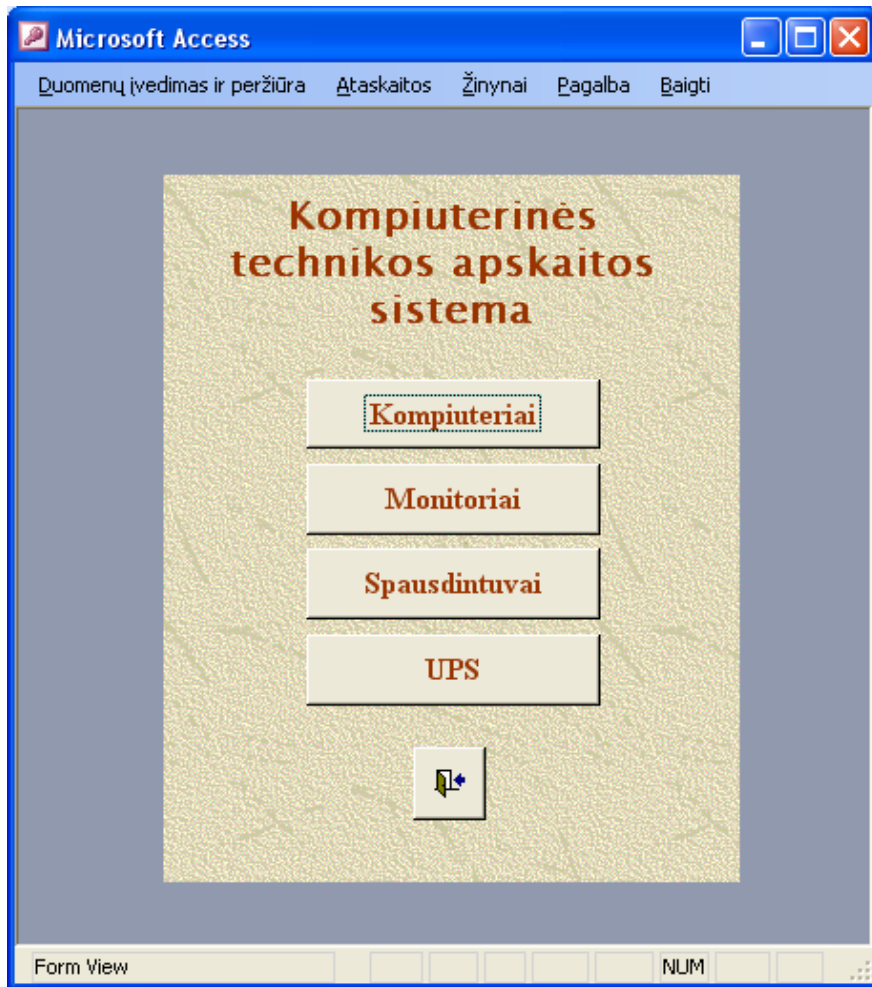 Microsoft Access
Duomenų įvedimas ir peržiūra Ataskaitos Žinynai Pagalba Baigti
Kompiuterinės
technikos apskaitos
sistema
Kompiuteriai
Monitoriai
Spausdintuvai
UPS
Form View NUM